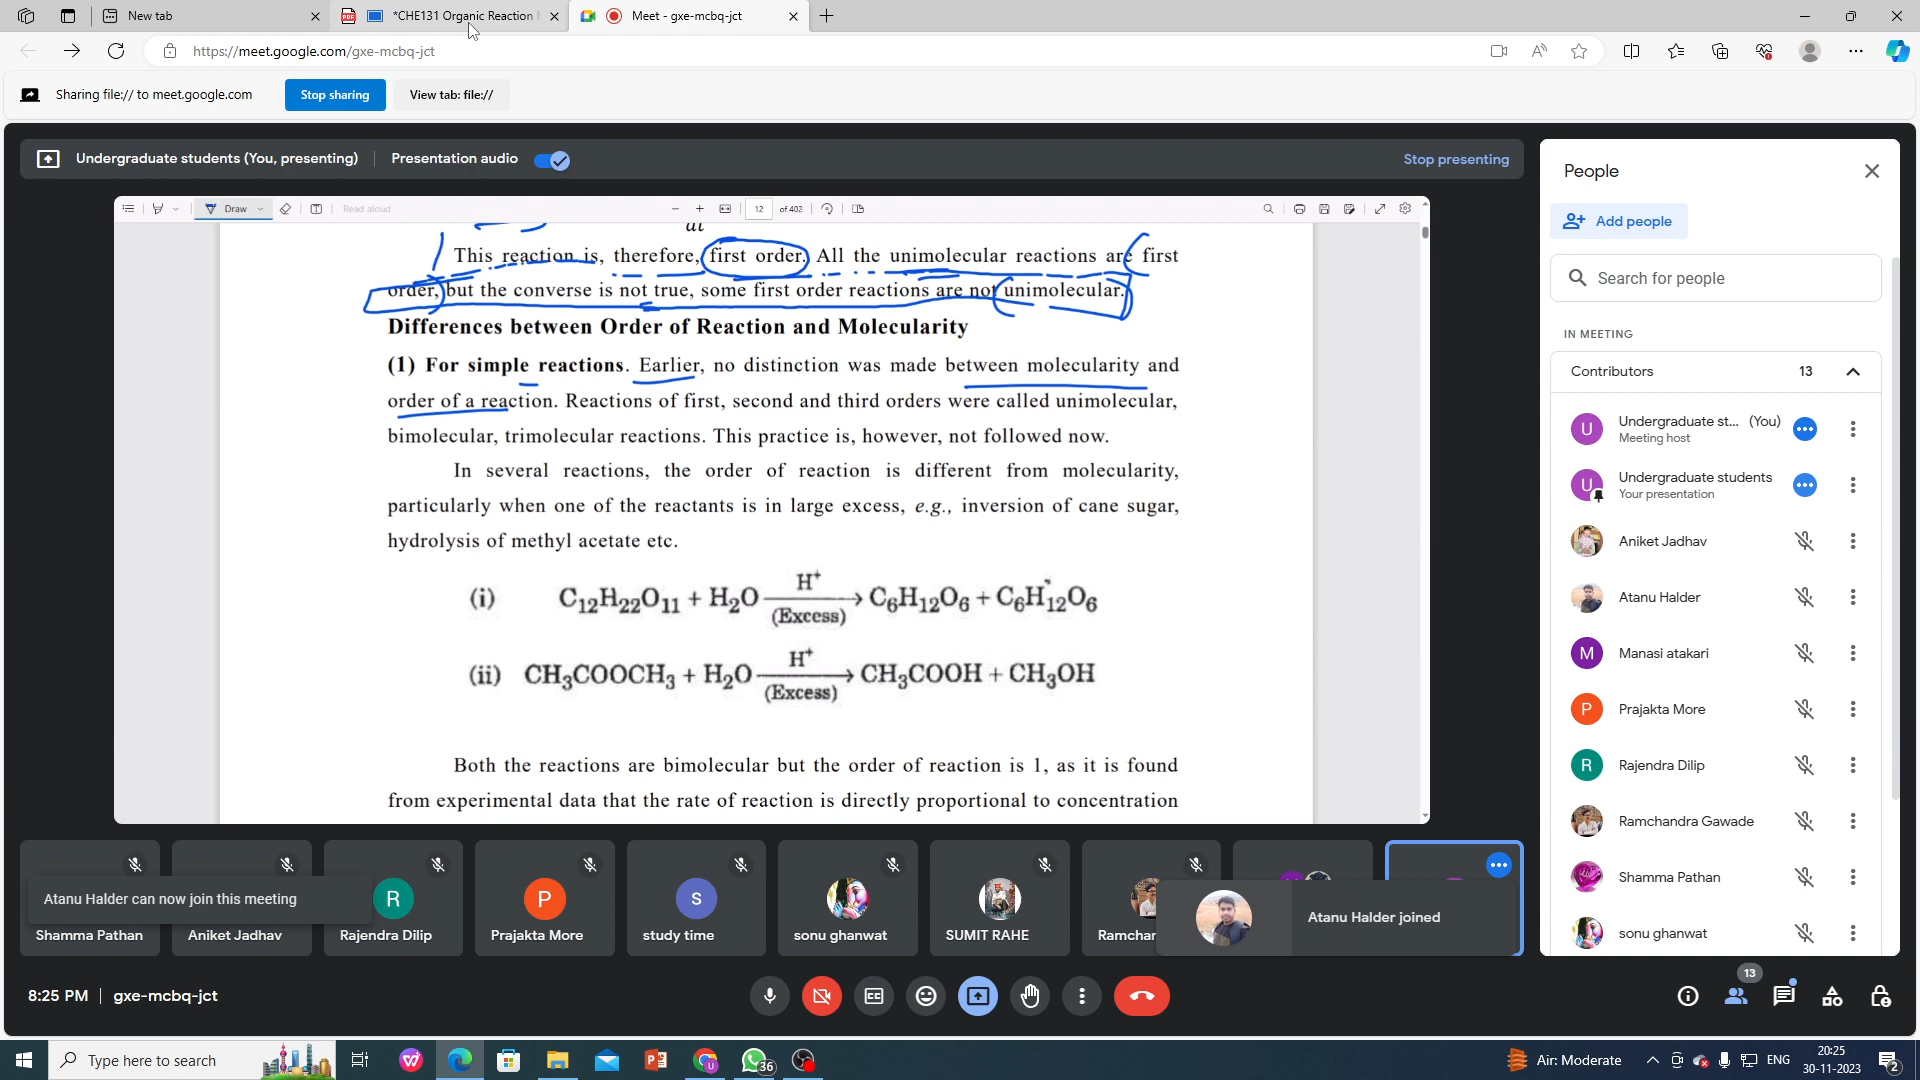 New tab
*CHE131 Organic Reaction
Meet - gxe-mcbq-jct
https://meet.google.com/gxe-mcbq-jct
Sharing file:// to meet.google.com
Stop sharing
View tab: file://
Undergraduate students (You, presenting)
Presentation audio
Stop presenting
Draw
Read aloud
12
of 402
This reaction is, therefore, first order. All the unimolecular reactions are first
order, but the converse is not true, some first order reactions are not unimolecular.
Differences between Order of Reaction and Molecularity
(1) For simple reactions. Earlier, no distinction was made between molecularity and
order of a reaction. Reactions of first, second and third orders were called unimolecular,
bimolecular, trimolecular reactions. This practice is, however, not followed now.
In several reactions, the order of reaction is different from molecularity,
particularly when one of the reactants is in large excess, e.g., inversion of cane sugar,
hydrolysis of methyl acetate etc.
(i) C₁₂H₂₂O₁₁ + H₂O H⁺ (Excess) → C₆H₁₂O₆ + C₆H₁₂O₆
(ii) CH₃COOCH₃ + H₂O H⁺ (Excess) → CH₃COOH + CH₃OH
Both the reactions are bimolecular but the order of reaction is 1, as it is found
from experimental data that the rate of reaction is directly proportional to concentration
People
Add people
Search for people
IN MEETING
Contributors 13
Undergraduate st... (You)
Meeting host
Undergraduate students
Your presentation
Aniket Jadhav
Atanu Halder
M Manasi atakari
P Prajakta More
R Rajendra Dilip
Ramchandra Gawade
Shamma Pathan
sonu ghanwat
Atanu Halder can now join this meeting
Shamma Pathan
Aniket Jadhav
R
Rajendra Dilip
P
Prajakta More
s
study time
sonu ghanwat
SUMIT RAHE
Ramchar
Atanu Halder joined
8:25 PM | gxe-mcbq-jct
13
Type here to search
36
Air: Moderate
ENG
20:25
30-11-2023
2